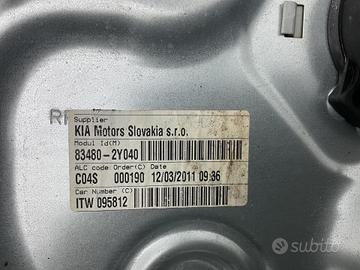 Supplier
KIA Motors Slovakia s.r.o.
Modul Id(M)
83480-2Y040
ALC code Order(C) Date
C04S 000190 12/03/2011 09:36
Car Number (C)
ITW 095812
subito